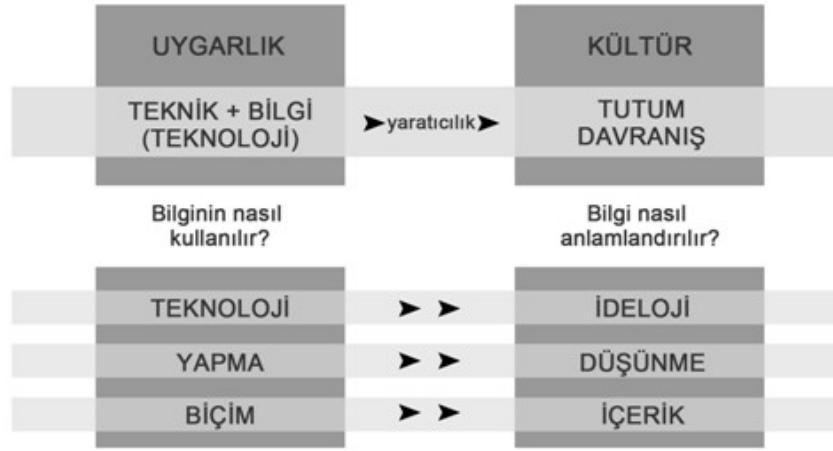 UYGARLIK
KÜLTÜR
TEKNİK + BİLGİ
(TEKNOLOJİ)
yaratıcılık
TUTUM
DAVRANIŞ
Bilginin nasıl
kullanılır?
Bilgi nasıl
anlamlandırılır?
TEKNOLOJİ
İDELOJİ
YAPMA
DÜŞÜNME
BİÇİM
İÇERİK